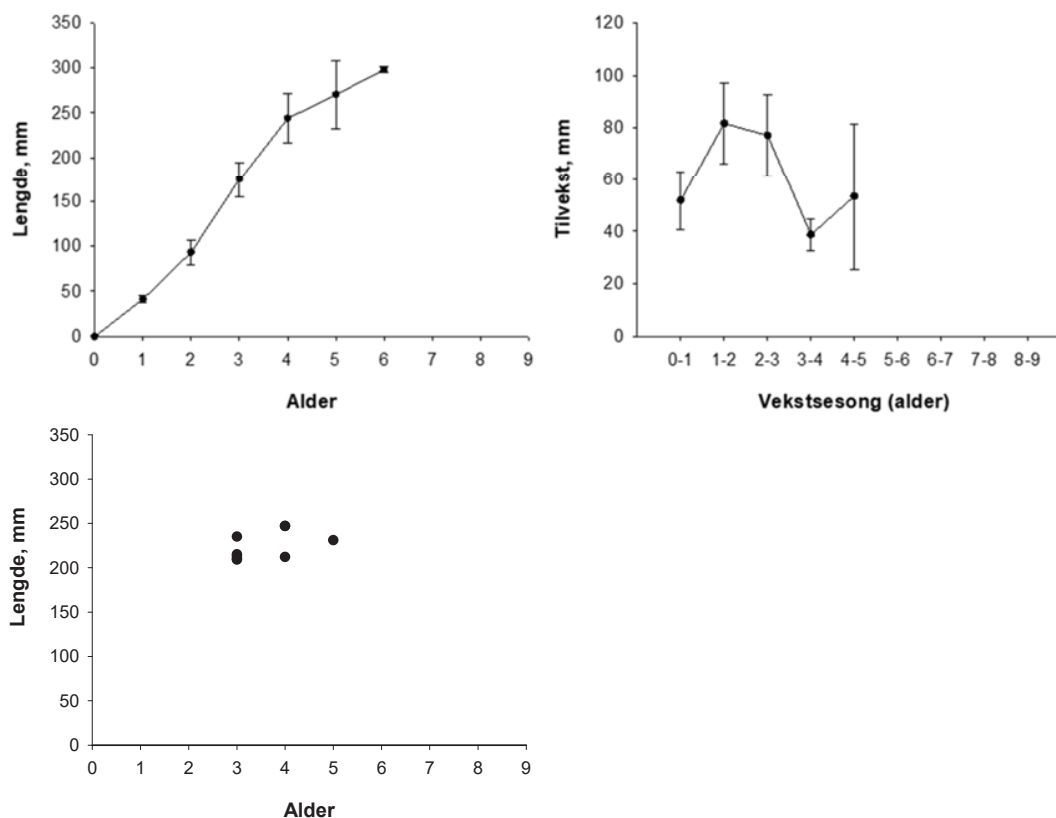 350
300
250
200
150
100
50
0
Lengde, mm
0 1 2 3 4 5 6 7 8 9
Alder
120
100
80
60
40
20
0
Tilvekst, mm
0-1 1-2 2-3 3-4 4-5 5-6 6-7 7-8 8-9
Vekstsesong (alder)
350
300
250
200
150
100
50
0
Lengde, mm
0 1 2 3 4 5 6 7 8 9
Alder